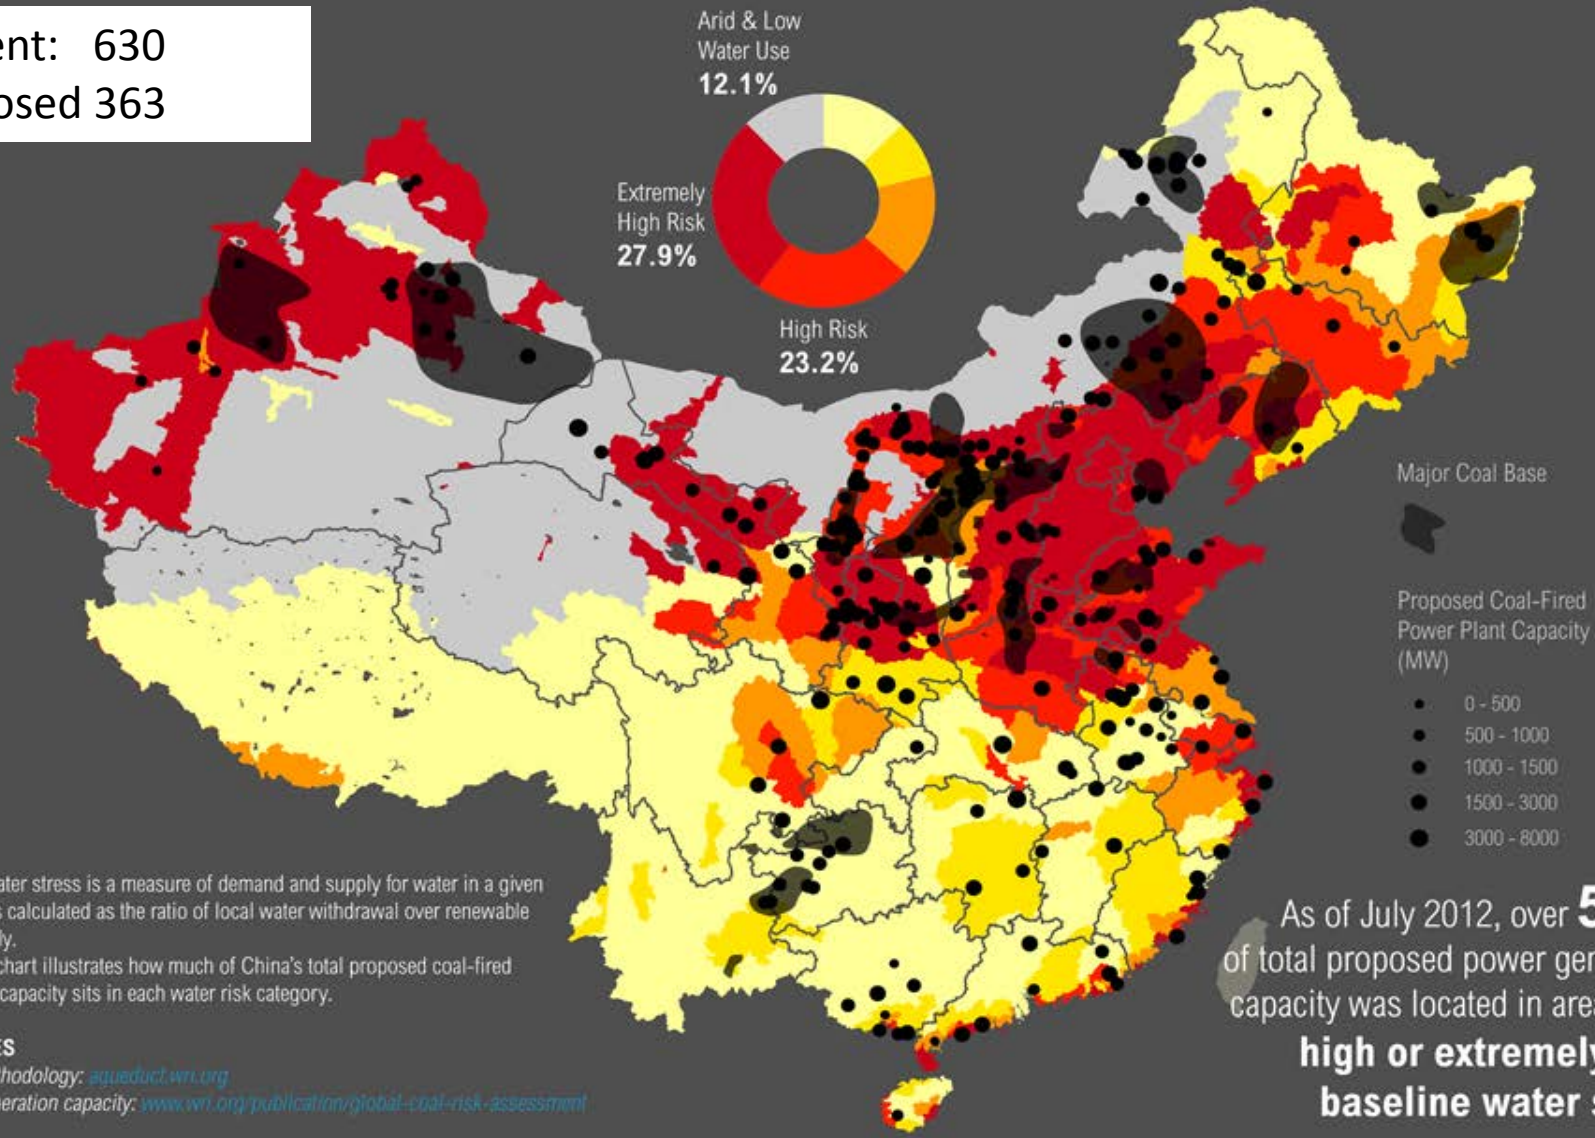 ent: 630
osed 363
Arid & Low
Water Use
12.1%
Extremely
High Risk
27.9%
High Risk
23.2%
Major Coal Base
Proposed Coal-Fired
Power Plant Capacity
(MW)
0 - 500
500 - 1000
1000 - 1500
1500 - 3000
3000 - 8000
ater stress is a measure of demand and supply for water in a given
s calculated as the ratio of local water withdrawal over renewable
ly.
chart illustrates how much of China's total proposed coal-fired
capacity sits in each water risk category.
ES
hodology: aqueduct.wri.org
neration capacity: www.wri.org/publication/global-coal-risk-assessment
As of July 2012, over 5
of total proposed power gen
capacity was located in area
high or extremely
baseline water s